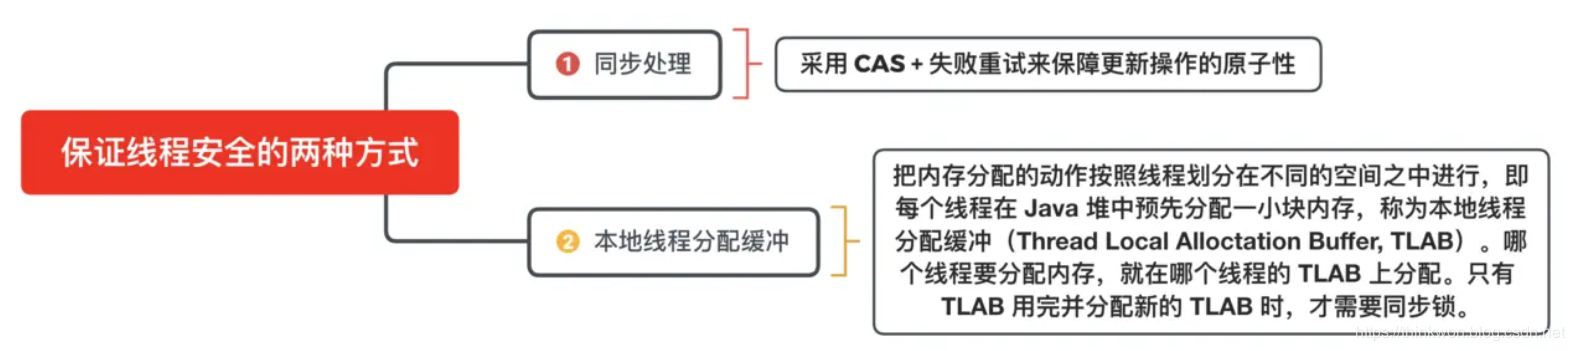 保证线程安全的两种方式
1 同步处理
采用 CAS + 失败重试来保障更新操作的原子性
2 本地线程分配缓冲
把内存分配的动作按照线程划分在不同的空间之中进行，即
每个线程在 Java 堆中预先分配一小块内存，称为本地线程
分配缓冲（Thread Local Alloctation Buffer, TLAB）。哪
个线程要分配内存，就在哪个线程的 TLAB 上分配。只有
TLAB 用完并分配新的 TLAB 时，才需要同步锁。
https://thinkwon.blog.csdn.net